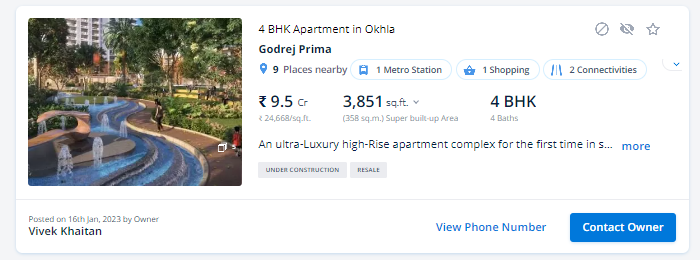 4 BHK Apartment in Okhla
Godrej Prima
9 Places nearby 1 Metro Station 1 Shopping 2 Connectivities
₹ 9.5 Cr 3,851 sq.ft. 4 BHK
₹ 24,668/sq.ft. (358 sq.m.) Super built-up Area 4 Baths
5
An ultra-Luxury high-Rise apartment complex for the first time in s... more
UNDER CONSTRUCTION RESALE
Posted on 16th Jan, 2023 by Owner
Vivek Khaitan
View Phone Number Contact Owner